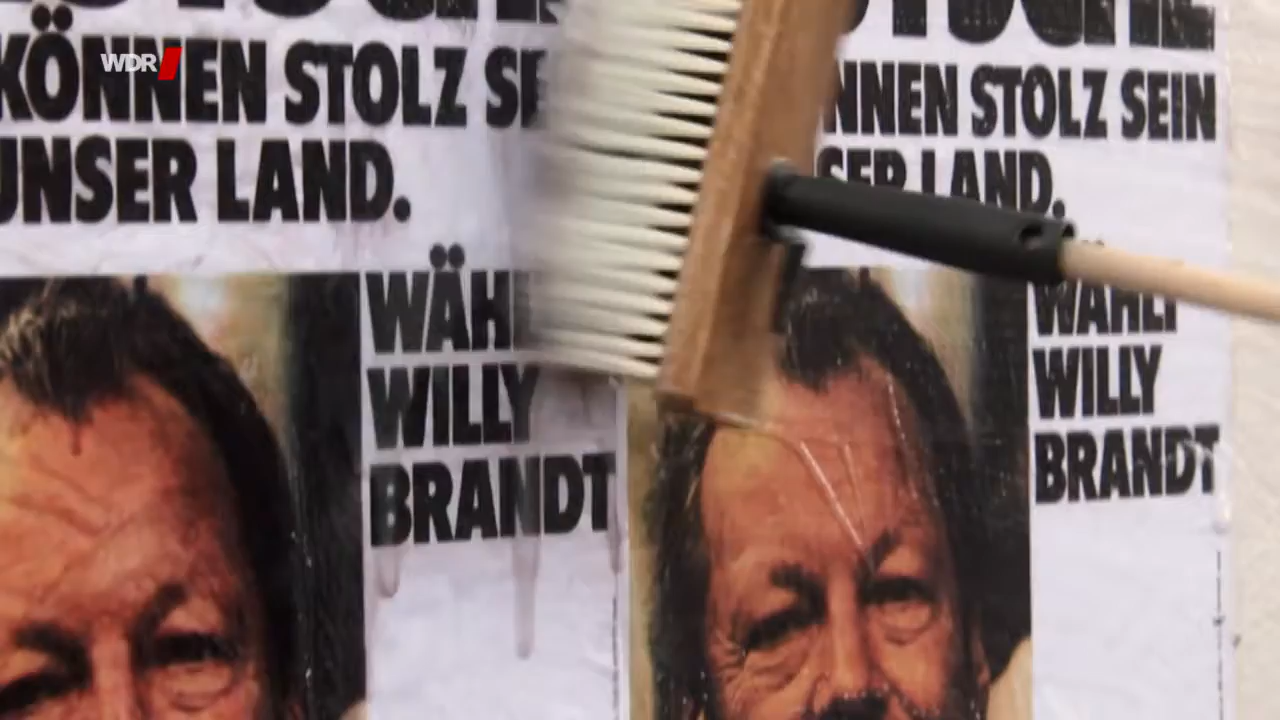 WDR
KÖNNEN STOLZ SE
UNSER LAND.
WÄHL
WILLY
BRANDT
NNEN STOLZ SEIN
SER LAND.
WÄHLT
WILLY
BRANDT